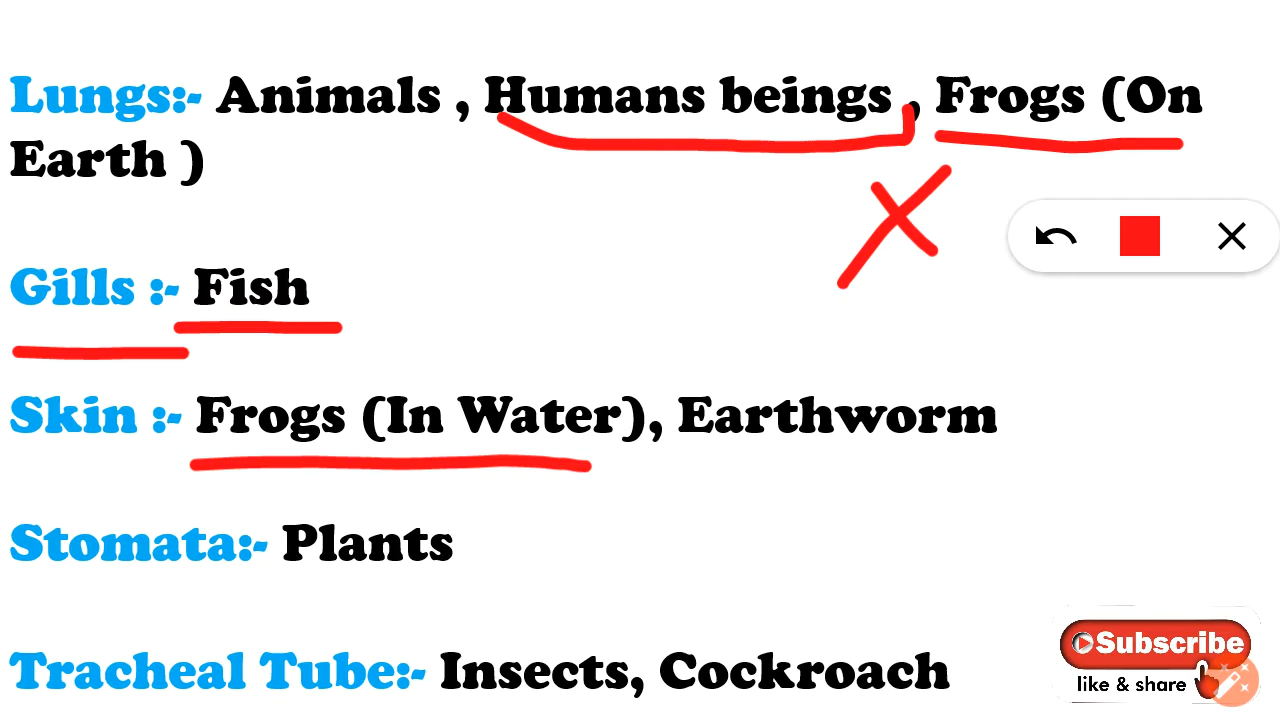 Lungs:- Animals , Humans beings , Frogs (On
Earth )
Gills :- Fish
Skin :- Frogs (In Water), Earthworm
Stomata:- Plants
Tracheal Tube:- Insects, Cockroach
Subscribe
like & share